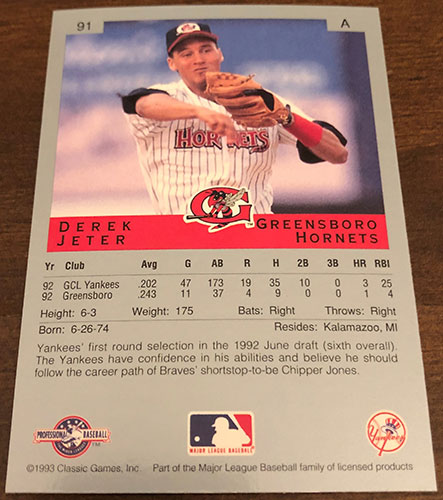 91 A
HORNETS
G
DEREK JETER
GREENSBORO HORNETS
Yr Club Avg G AB R H 2B 3B HR RBI
92 GCL Yankees .202 47 173 19 35 10 0 3 25
92 Greensboro .243 11 37 4 9 0 0 1 4
Height: 6-3 Weight: 175 Bats: Right Throws: Right
Born: 6-26-74 Resides: Kalamazoo, MI
Yankees' first round selection in the 1992 June draft (sixth overall).
The Yankees have confidence in his abilities and believe he should
follow the career path of Braves' shortstop-to-be Chipper Jones.
PROFESSIONAL BASEBALL
MAJOR LEAGUE BASEBALL
Yankees
©1993 Classic Games, Inc. Part of the Major League Baseball family of licensed products